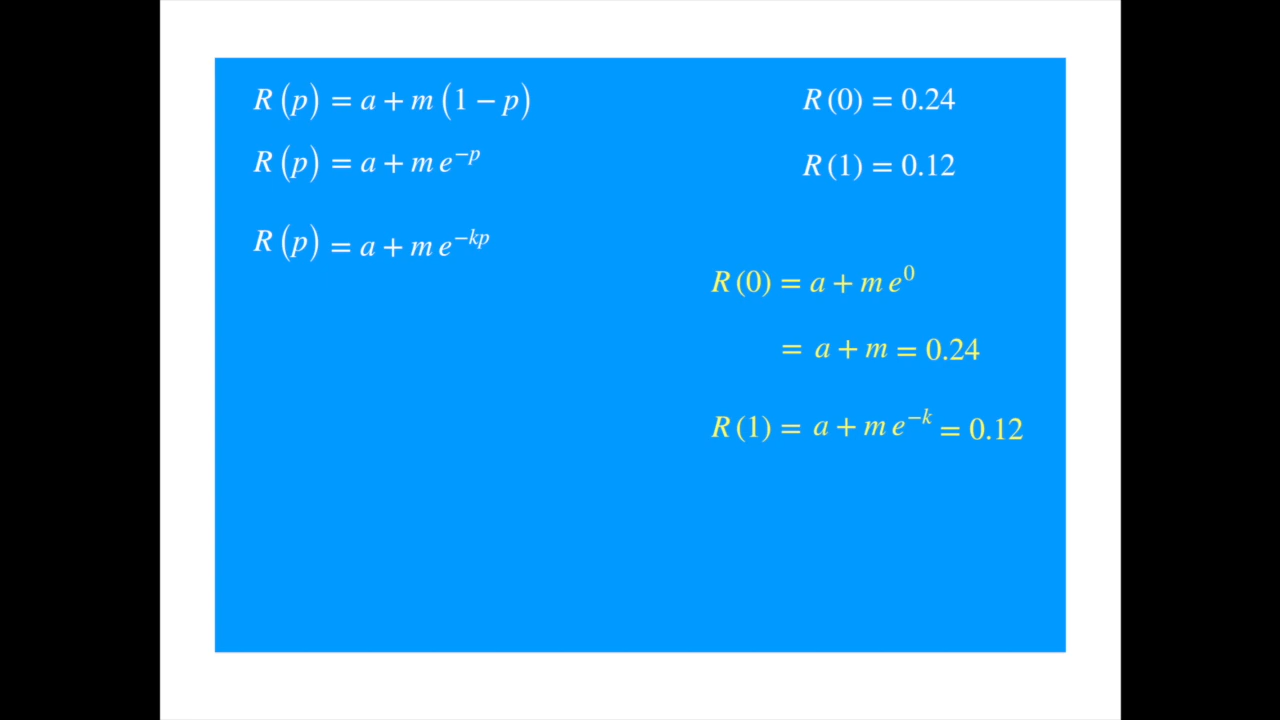 R(p) = a + m(1 − p)
R(0) = 0.24
R(p) = a + m e^{−p}
R(1) = 0.12
R(p) = a + m e^{−kp}
R(0) = a + m e^0
= a + m = 0.24
R(1) = a + m e^{−k} = 0.12